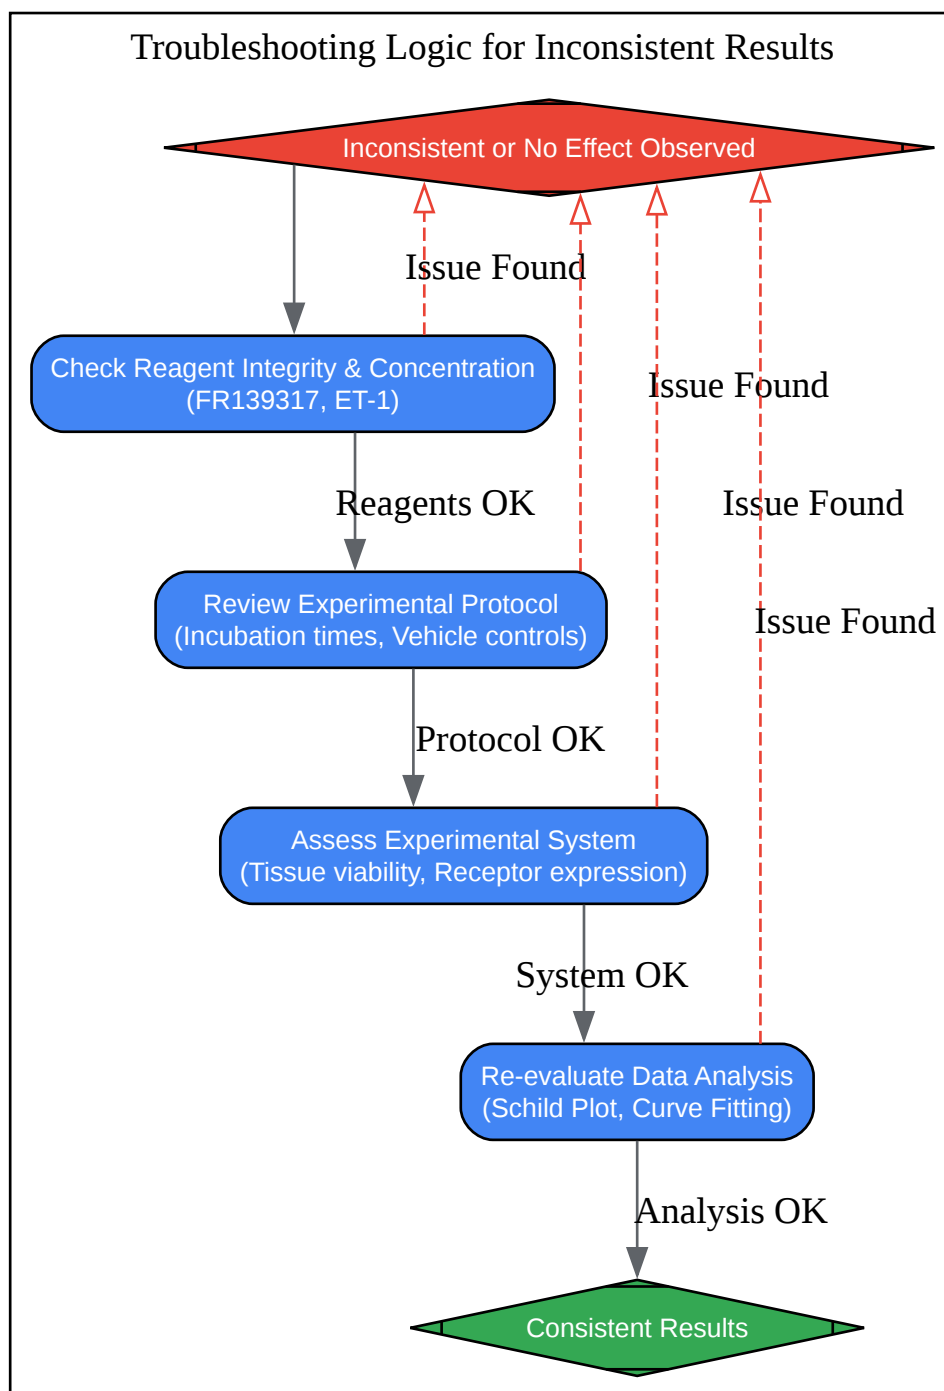 Troubleshooting Logic for Inconsistent Results
Inconsistent or No Effect Observed
Issue Found
Check Reagent Integrity & Concentration
(FR139317, ET-1)
Issue Found
Reagents OK
Issue Found
Review Experimental Protocol
(Incubation times, Vehicle controls)
Issue Found
Protocol OK
Assess Experimental System
(Tissue viability, Receptor expression)
System OK
Re-evaluate Data Analysis
(Schild Plot, Curve Fitting)
Analysis OK
Consistent Results